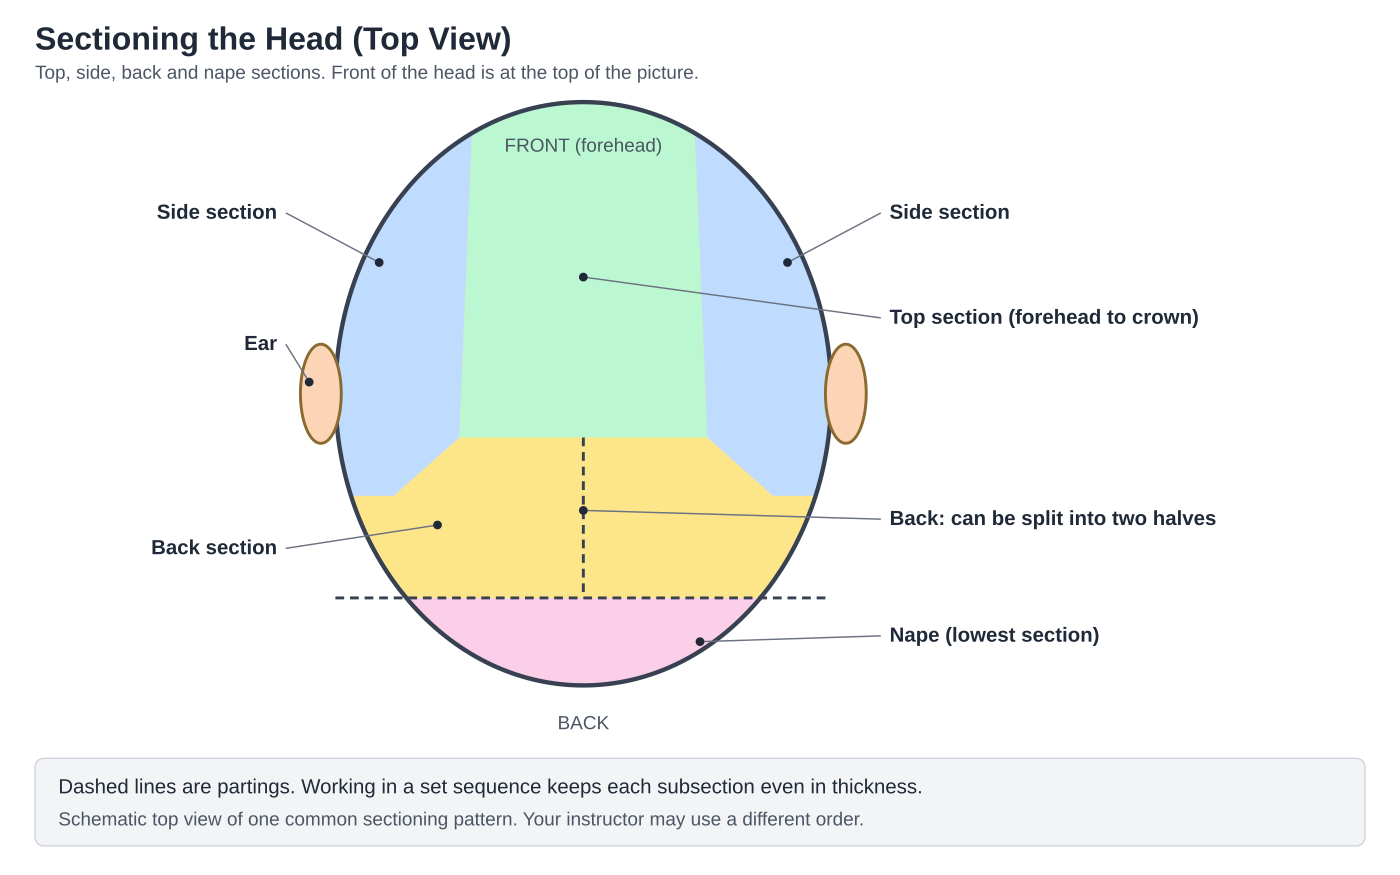 Sectioning the Head (Top View)
Top, side, back and nape sections. Front of the head is at the top of the picture.
FRONT (forehead)
Side section
Side section
Top section (forehead to crown)
Ear
Back: can be split into two halves
Back section
Nape (lowest section)
BACK
Dashed lines are partings. Working in a set sequence keeps each subsection even in thickness.
Schematic top view of one common sectioning pattern. Your instructor may use a different order.